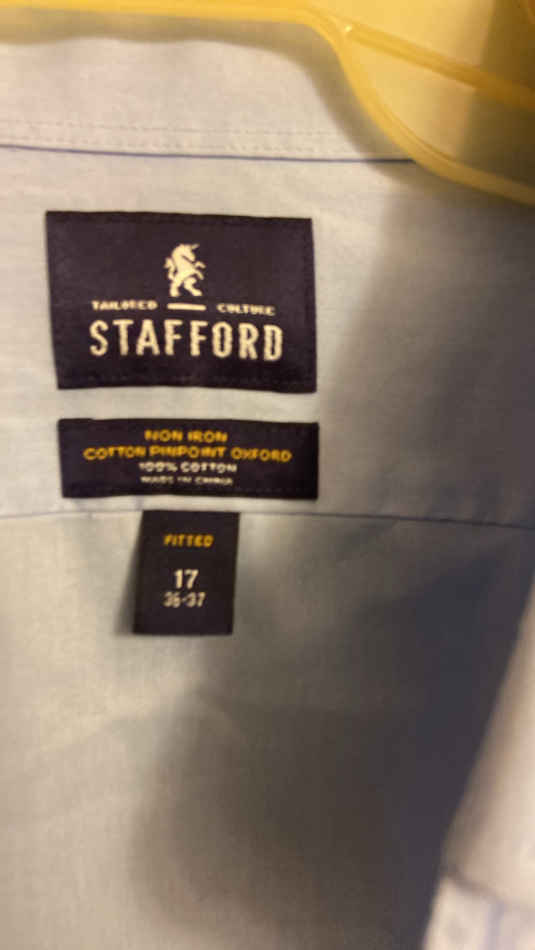 TAILORED CULTURE
STAFFORD
NON IRON
COTTON PINPOINT OXFORD
100% COTTON
MADE IN CHINA
FITTED
17
36-37